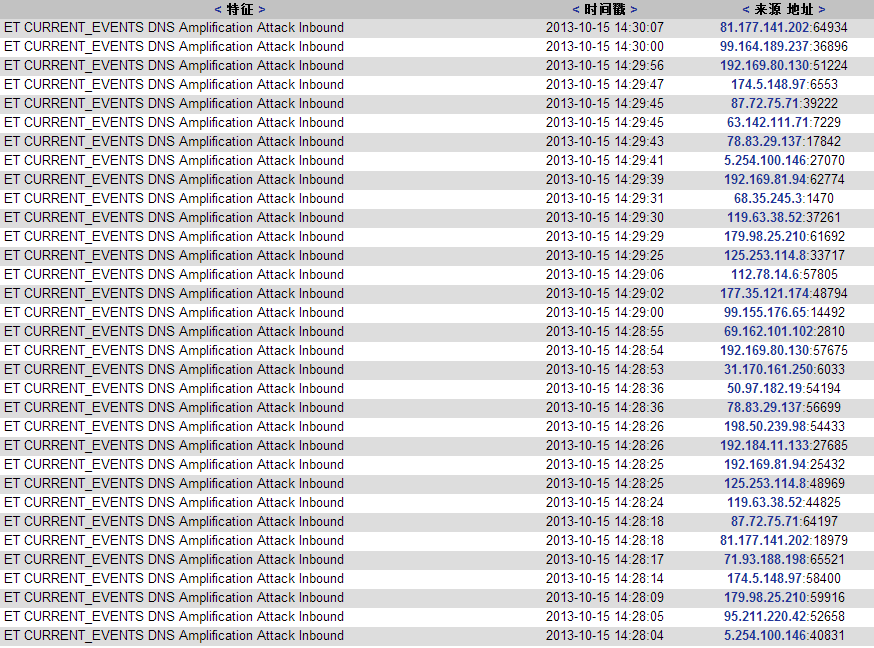 < 特征 > < 时间戳 > < 来源 地址 >
ET CURRENT_EVENTS DNS Amplification Attack Inbound 2013-10-15 14:30:07 81.177.141.202:64934
ET CURRENT_EVENTS DNS Amplification Attack Inbound 2013-10-15 14:30:00 99.164.189.237:36896
ET CURRENT_EVENTS DNS Amplification Attack Inbound 2013-10-15 14:29:56 192.169.80.130:51224
ET CURRENT_EVENTS DNS Amplification Attack Inbound 2013-10-15 14:29:47 174.5.148.97:6553
ET CURRENT_EVENTS DNS Amplification Attack Inbound 2013-10-15 14:29:45 87.72.75.71:39222
ET CURRENT_EVENTS DNS Amplification Attack Inbound 2013-10-15 14:29:45 63.142.111.71:7229
ET CURRENT_EVENTS DNS Amplification Attack Inbound 2013-10-15 14:29:43 78.83.29.137:17842
ET CURRENT_EVENTS DNS Amplification Attack Inbound 2013-10-15 14:29:41 5.254.100.146:27070
ET CURRENT_EVENTS DNS Amplification Attack Inbound 2013-10-15 14:29:39 192.169.81.94:62774
ET CURRENT_EVENTS DNS Amplification Attack Inbound 2013-10-15 14:29:31 68.35.245.3:1470
ET CURRENT_EVENTS DNS Amplification Attack Inbound 2013-10-15 14:29:30 119.63.38.52:37261
ET CURRENT_EVENTS DNS Amplification Attack Inbound 2013-10-15 14:29:29 179.98.25.210:61692
ET CURRENT_EVENTS DNS Amplification Attack Inbound 2013-10-15 14:29:25 125.253.114.8:33717
ET CURRENT_EVENTS DNS Amplification Attack Inbound 2013-10-15 14:29:06 112.78.14.6:57805
ET CURRENT_EVENTS DNS Amplification Attack Inbound 2013-10-15 14:29:02 177.35.121.174:48794
ET CURRENT_EVENTS DNS Amplification Attack Inbound 2013-10-15 14:29:00 99.155.176.65:14492
ET CURRENT_EVENTS DNS Amplification Attack Inbound 2013-10-15 14:28:55 69.162.101.102:2810
ET CURRENT_EVENTS DNS Amplification Attack Inbound 2013-10-15 14:28:54 192.169.80.130:57675
ET CURRENT_EVENTS DNS Amplification Attack Inbound 2013-10-15 14:28:53 31.170.161.250:6033
ET CURRENT_EVENTS DNS Amplification Attack Inbound 2013-10-15 14:28:36 50.97.182.19:54194
ET CURRENT_EVENTS DNS Amplification Attack Inbound 2013-10-15 14:28:36 78.83.29.137:56699
ET CURRENT_EVENTS DNS Amplification Attack Inbound 2013-10-15 14:28:26 198.50.239.98:54433
ET CURRENT_EVENTS DNS Amplification Attack Inbound 2013-10-15 14:28:26 192.184.11.133:27685
ET CURRENT_EVENTS DNS Amplification Attack Inbound 2013-10-15 14:28:25 192.169.81.94:25432
ET CURRENT_EVENTS DNS Amplification Attack Inbound 2013-10-15 14:28:25 125.253.114.8:48969
ET CURRENT_EVENTS DNS Amplification Attack Inbound 2013-10-15 14:28:24 119.63.38.52:44825
ET CURRENT_EVENTS DNS Amplification Attack Inbound 2013-10-15 14:28:18 87.72.75.71:64197
ET CURRENT_EVENTS DNS Amplification Attack Inbound 2013-10-15 14:28:18 81.177.141.202:18979
ET CURRENT_EVENTS DNS Amplification Attack Inbound 2013-10-15 14:28:17 71.93.188.198:65521
ET CURRENT_EVENTS DNS Amplification Attack Inbound 2013-10-15 14:28:14 174.5.148.97:58400
ET CURRENT_EVENTS DNS Amplification Attack Inbound 2013-10-15 14:28:09 179.98.25.210:59916
ET CURRENT_EVENTS DNS Amplification Attack Inbound 2013-10-15 14:28:05 95.211.220.42:52658
ET CURRENT_EVENTS DNS Amplification Attack Inbound 2013-10-15 14:28:04 5.254.100.146:40831